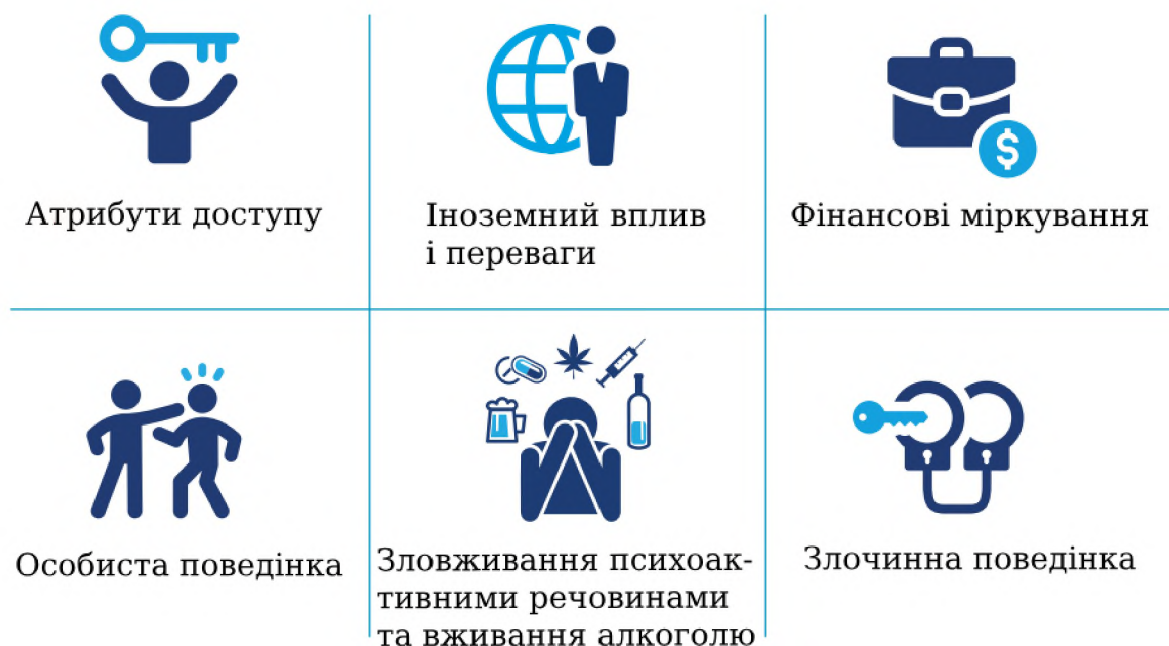 Атрибути доступу
Іноземний вплив
і переваги
Фінансові міркування
$
Особиста поведінка
Зловживання психоак-
тивними речовинами
та вживання алкоголю
Злочинна поведінка